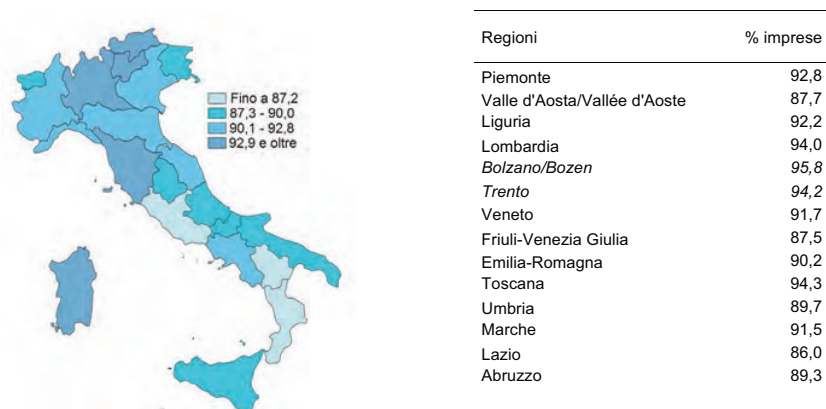 Fino a 87,2
87,3 - 90,0
90,1 - 92,8
92,9 e oltre
Regioni % imprese
Piemonte 92,8
Valle d'Aosta/Vallée d'Aoste 87,7
Liguria 92,2
Lombardia 94,0
Bolzano/Bozen 95,8
Trento 94,2
Veneto 91,7
Friuli-Venezia Giulia 87,5
Emilia-Romagna 90,2
Toscana 94,3
Umbria 89,7
Marche 91,5
Lazio 86,0
Abruzzo 89,3